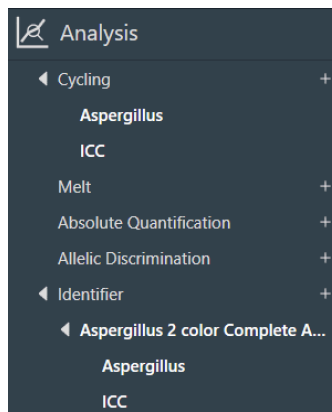 Analysis
Cycling +
Aspergillus
ICC
Melt +
Absolute Quantification +
Allelic Discrimination +
Identifier +
Aspergillus 2 color Complete A...
Aspergillus
ICC